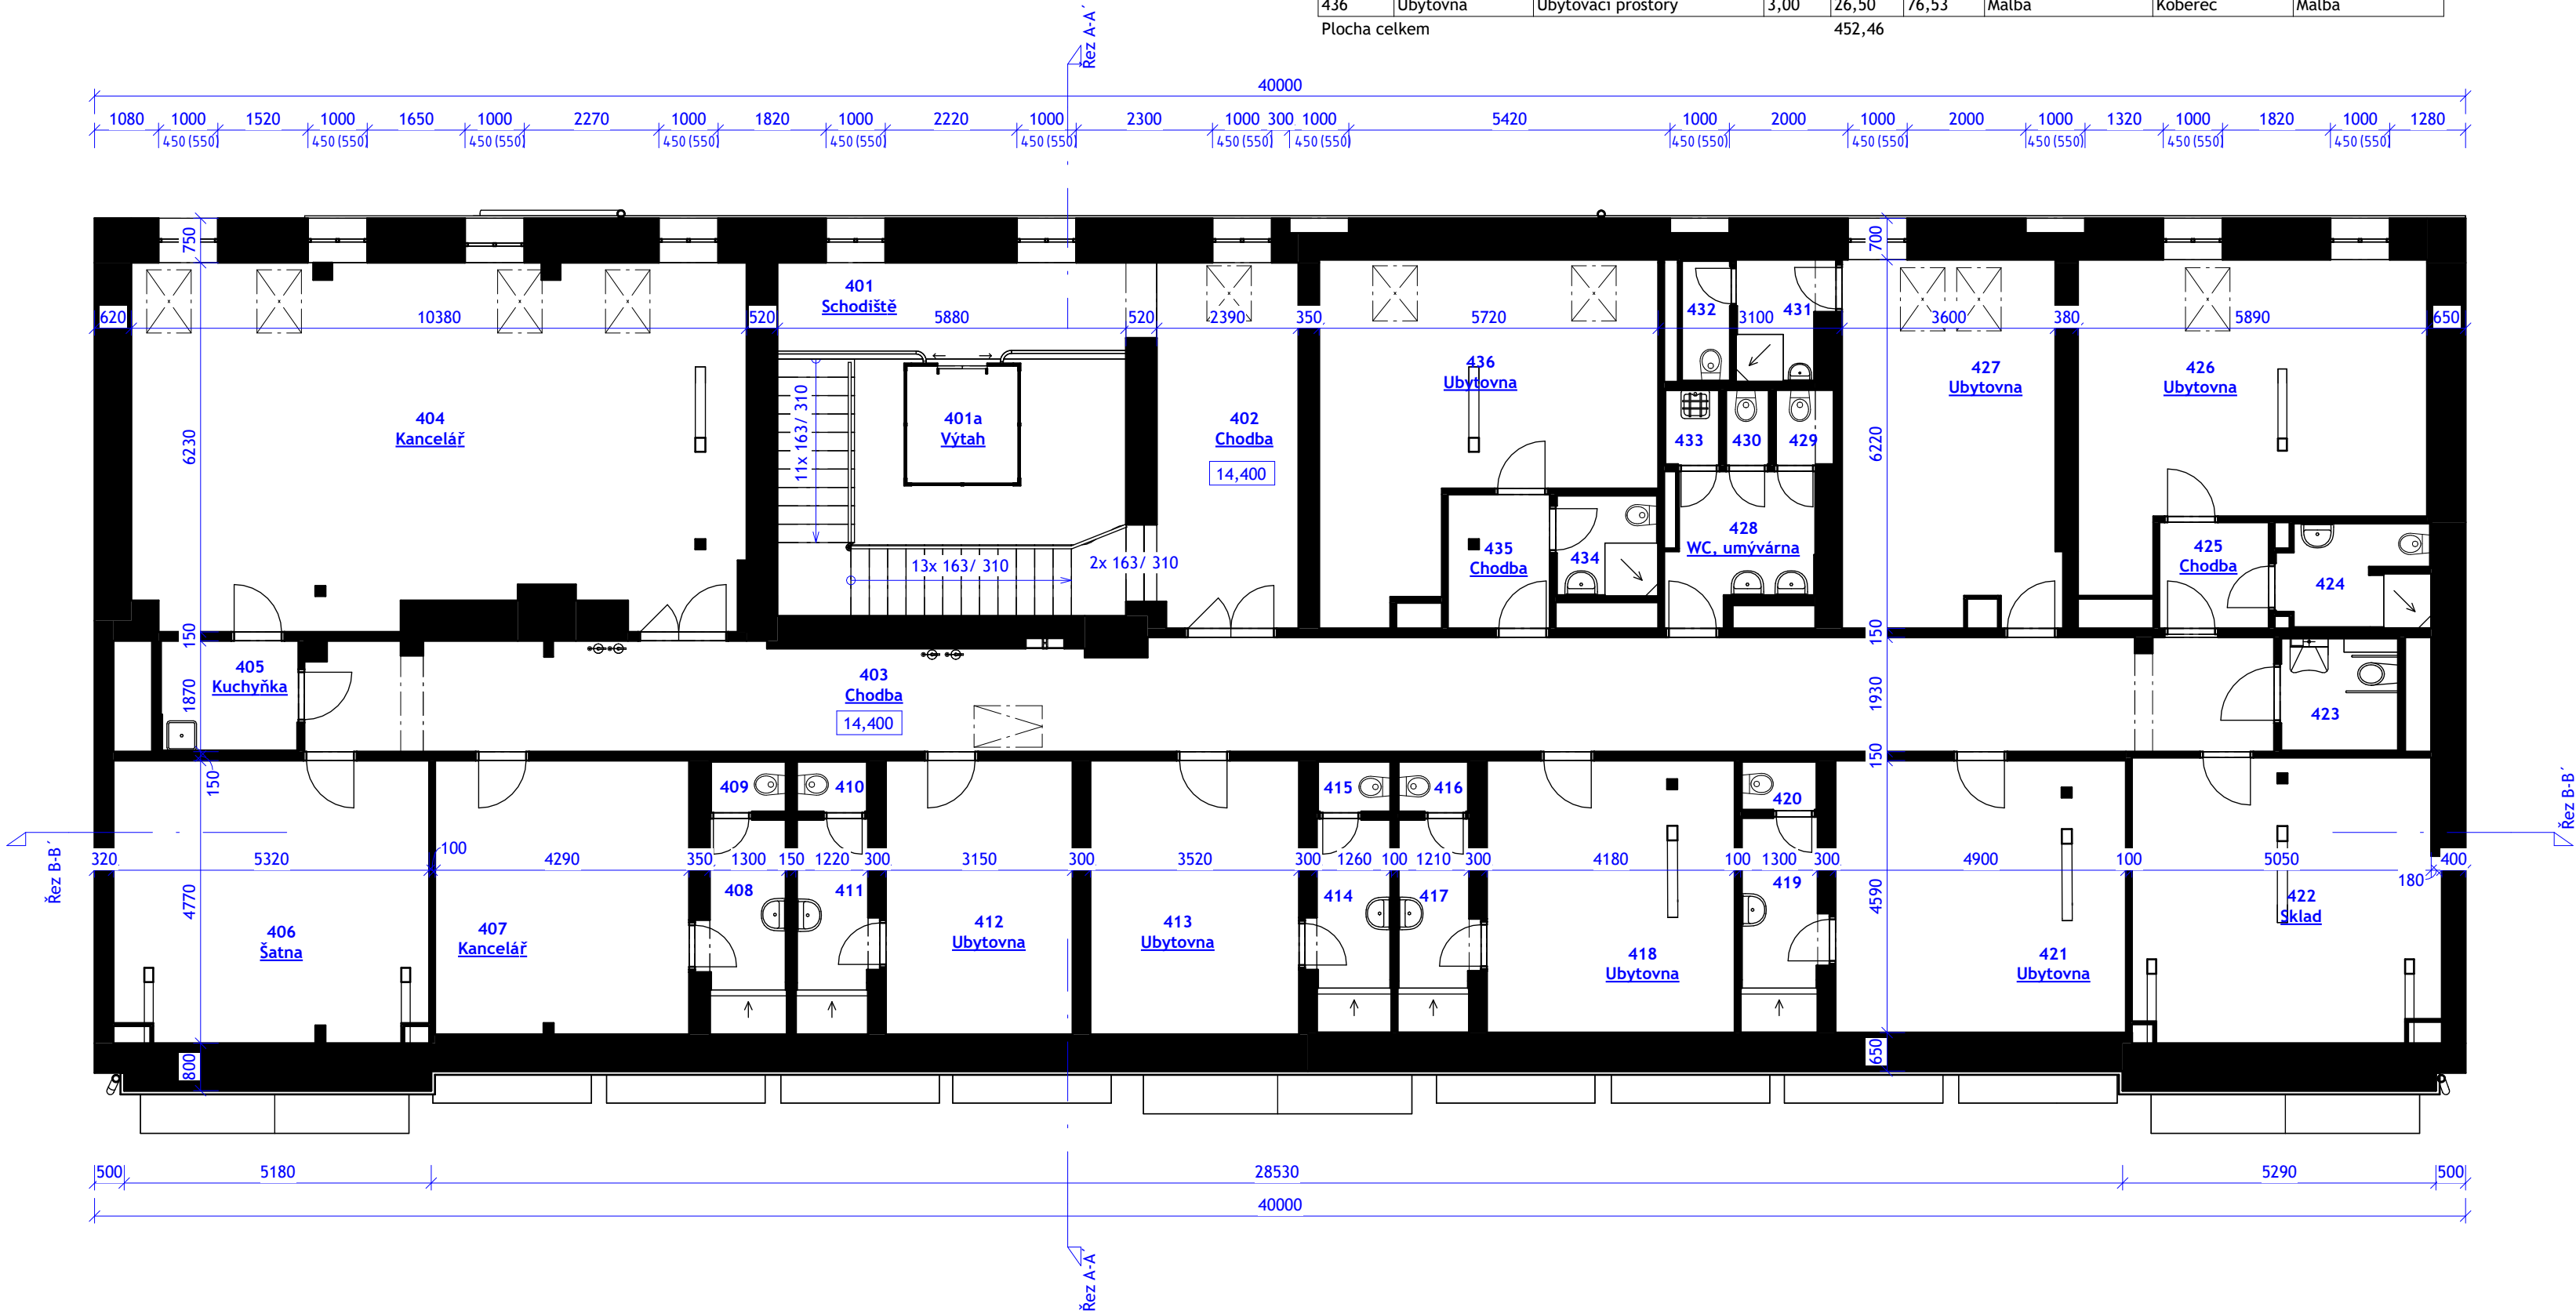 436 Ubytovna Ubytovací prostory 3,00 26,50 76,53 Malba Koberec Malba
Plocha celkem 452,46
Řez A-A´
40000
1080 1000 1520 1000 1650 1000 2270 1000 1820 1000 2220 1000 2300 1000 300 1000 5420 1000 2000 1000 2000 1000 1320 1000 1820 1000 1280
450(550) 450(550) 450(550) 450(550) 450(550) 450(550) 450(550) 450(550) 450(550) 450(550) 450(550) 450(550) 450(550)
750 700
401
Schodiště
432 431
620 10380 520 5880 520 2390 350 5720 3100 3600 380 5890 650
436
Ubytovna
427
Ubytovna
426
Ubytovna
404
Kancelář
11x 163/ 310
401a
Výtah
402
Chodba
14,400
433 430 429
6230 6220
428
WC, umývárna
435
Chodba
434
425
Chodba
424
13x 163/ 310
2x 163/ 310
150 150
405
Kuchyňka
403
Chodba
14,400
1870 1930
423
150 150
409 410 415 416 420
Řez B-B´ Řez B-B´
320 5320 100 4290 350 1300 150 1220 300 3150 300 3520 300 1260 100 1210 300 4180 100 1300 300 4900 100 5050 180 400
408 411 414 417 419
4770 4590
406
Šatna
407
Kancelář
412
Ubytovna
413
Ubytovna
418
Ubytovna
421
Ubytovna
422
Sklad
800 650
500 5180 28530 5290 500
40000
Řez A-A´